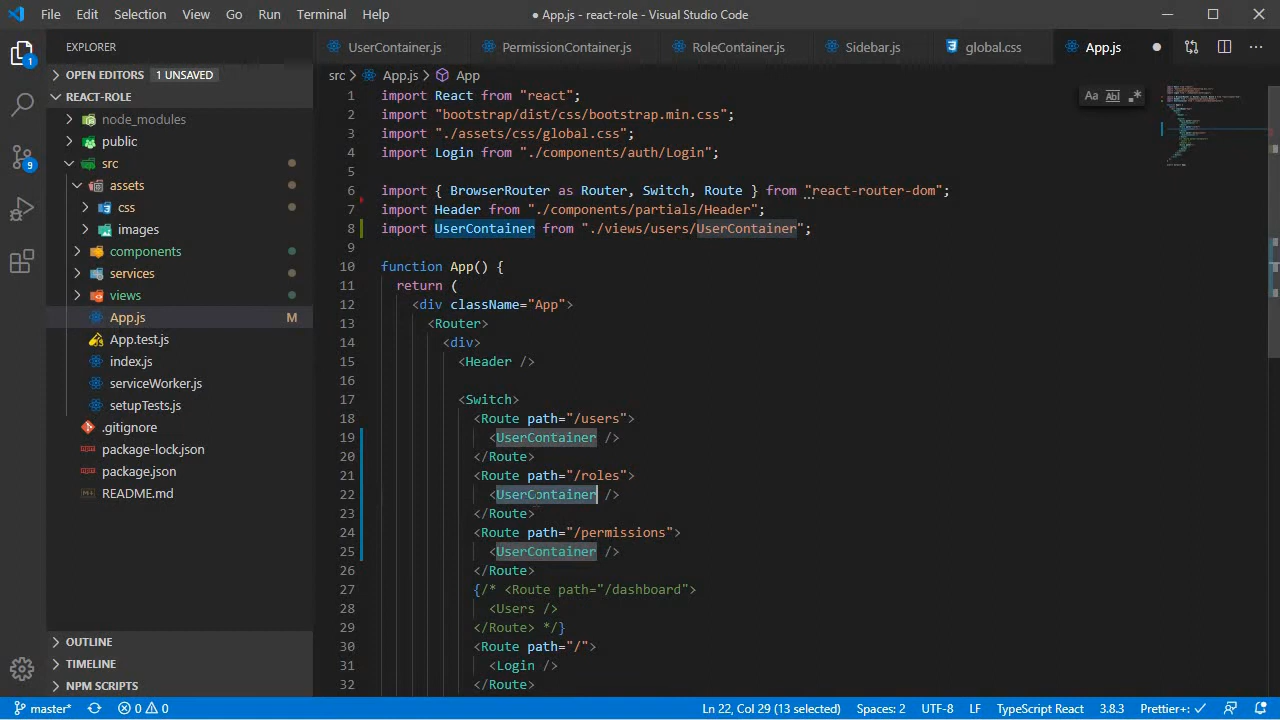 File Edit Selection View Go Run Terminal Help
● App.js - react-role - Visual Studio Code
EXPLORER
OPEN EDITORS 1 UNSAVED
REACT-ROLE
node_modules
public
src
assets
css
images
components
services
views
App.js M
App.test.js
index.js
serviceWorker.js
setupTests.js
.gitignore
package-lock.json
package.json
README.md
OUTLINE
TIMELINE
NPM SCRIPTS
1
9
UserContainer.js PermissionContainer.js RoleContainer.js Sidebar.js global.css App.js
src > App.js > App
Aa Ab|
1 import React from "react";
2 "bootstrap/dist/css/bootstrap.min.css";
3 "./assets/css/global.css";
4 import Login from "./components/auth/Login";
5
6 import { BrowserRouter as Router, Switch, Route } from "react-router-dom";
7 import Header from "./components/partials/Header";
8 import UserContainer from "./views/users/UserContainer";
9
10 function App() {
11 return (
12 <div className="App">
13 <Router>
14 <div>
15 <Header />
16
17 <Switch>
18 <Route path="/users">
19 <UserContainer />
20 </Route>
21 <Route path="/roles">
22 <UserContainer />
23 </Route>
24 <Route path="/permissions">
25 <UserContainer />
26 </Route>
27 {/* <Route path="/dashboard">
28 <Users />
29 </Route> */}
30 <Route path="/">
31 <Login />
32 </Route>
master* 0 0 Ln 22, Col 29 (13 selected) Spaces: 2 UTF-8 LF TypeScript React 3.8.3 Prettier+: ✓